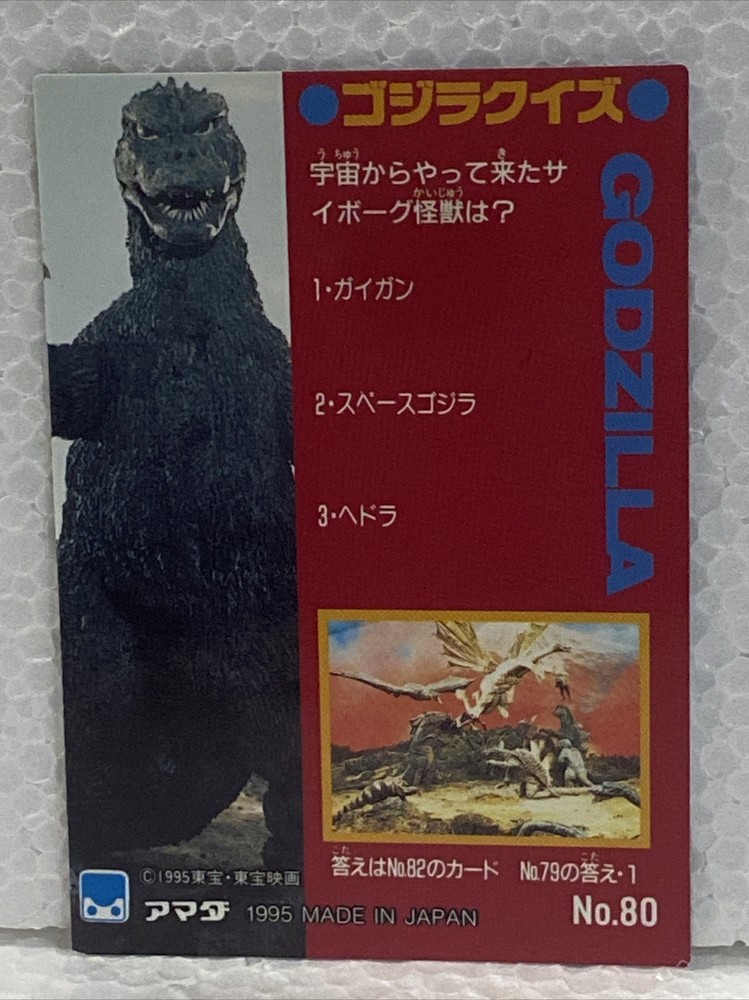 ●ゴジラクイズ●
うちゅう き
宇宙からやって来たサ
かいじゅう
イボーグ怪獣は？
1・ガイガン
2・スペースゴジラ
3・ヘドラ
GODZILLA
こた こた
答えはNo.82のカード No.79の答え・1
©1995東宝・東宝映画
アマダ 1995 MADE IN JAPAN
No.80